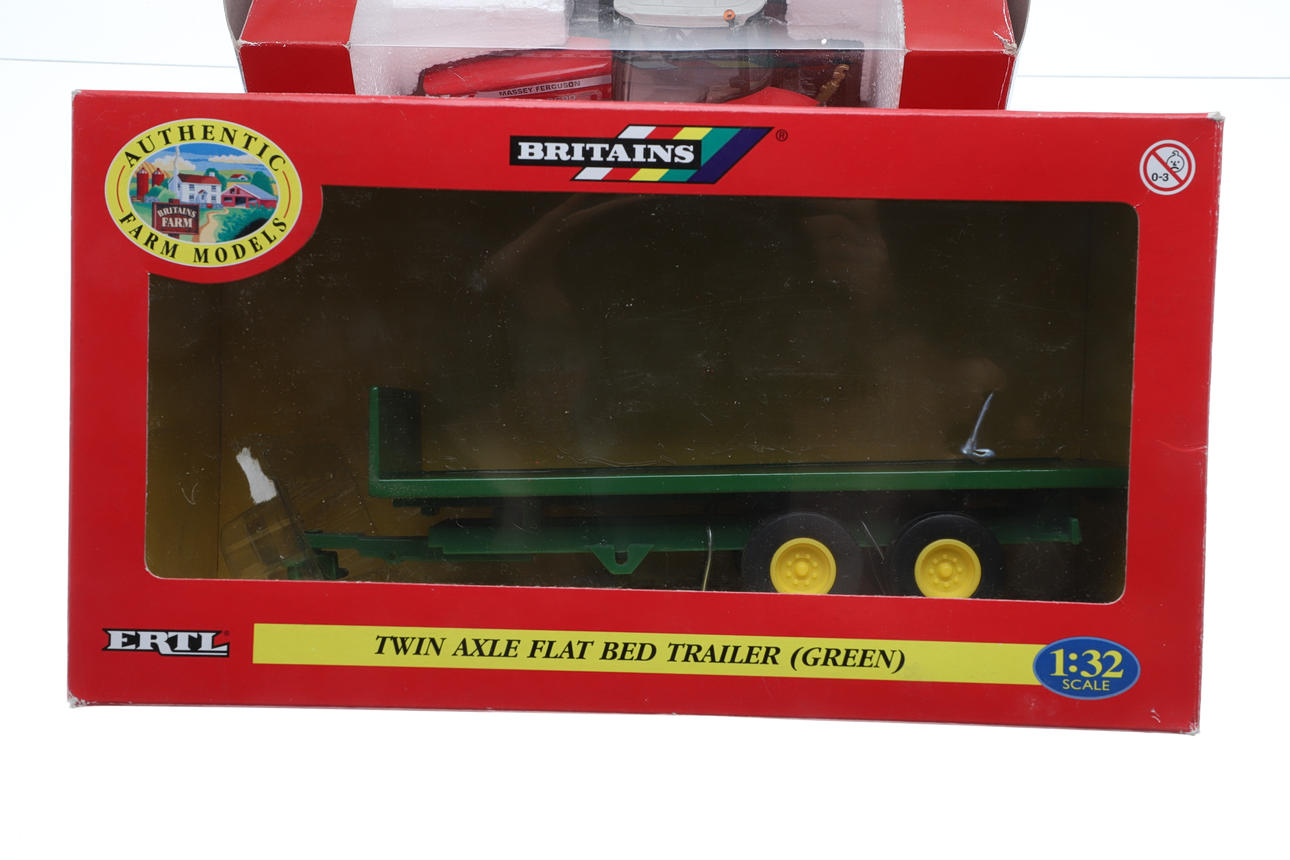 MASSEY FERGUSON
AUTHENTIC
BRITAINS
FARM
FARM MODELS
BRITAINS®
0-3
ERTL®
TWIN AXLE FLAT BED TRAILER (GREEN)
1:32
SCALE